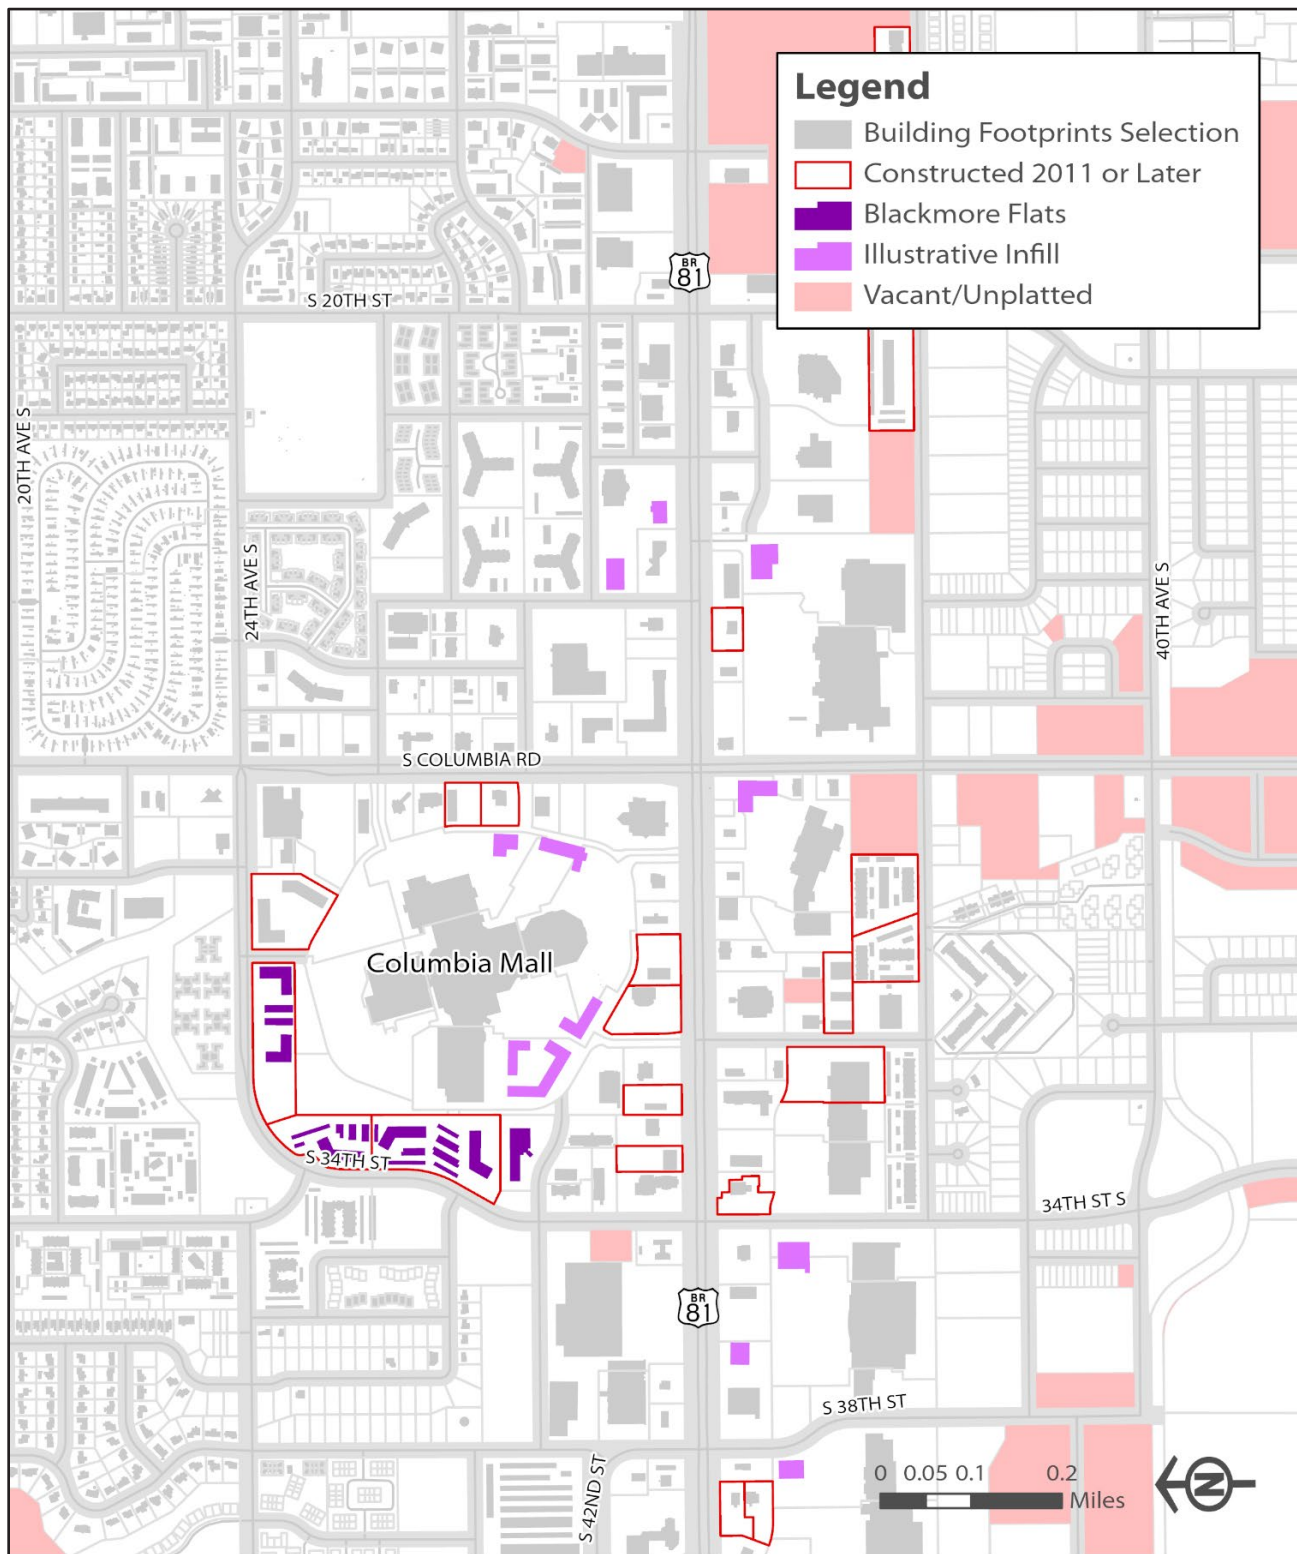 Legend
Building Footprints Selection
Constructed 2011 or Later
Blackmore Flats
Illustrative Infill
Vacant/Unplatted
BR
81
S 20TH ST
20TH AVE S
24TH AVE S
40TH AVE S
S COLUMBIA RD
Columbia Mall
S 34TH ST
34TH ST S
BR
81
S 38TH ST
S 42ND ST
0 0.05 0.1 0.2
Miles
N